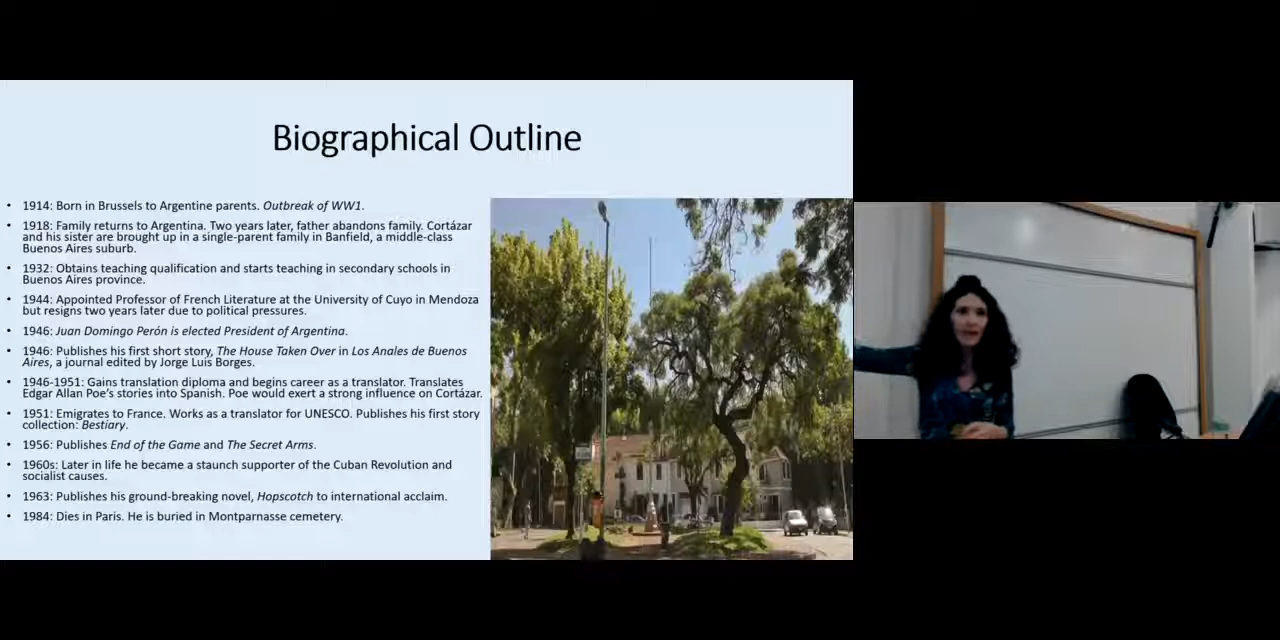 Biographical Outline
• 1914: Born in Brussels to Argentine parents. Outbreak of WW1.
• 1918: Family returns to Argentina. Two years later, father abandons family. Cortázar
and his sister are brought up in a single-parent family in Banfield, a middle-class
Buenos Aires suburb.
• 1932: Obtains teaching qualification and starts teaching in secondary schools in
Buenos Aires province.
• 1944: Appointed Professor of French Literature at the University of Cuyo in Mendoza
but resigns two years later due to political pressures.
• 1946: Juan Domingo Perón is elected President of Argentina.
• 1946: Publishes his first short story, The House Taken Over in Los Anales de Buenos
Aires, a journal edited by Jorge Luis Borges.
• 1946-1951: Gains translation diploma and begins career as a translator. Translates
Edgar Allan Poe's stories into Spanish. Poe would exert a strong influence on Cortázar.
• 1951: Emigrates to France. Works as a translator for UNESCO. Publishes his first story
collection: Bestiary.
• 1956: Publishes End of the Game and The Secret Arms.
• 1960s: Later in life he became a staunch supporter of the Cuban Revolution and
socialist causes.
• 1963: Publishes his ground-breaking novel, Hopscotch to international acclaim.
• 1984: Dies in Paris. He is buried in Montparnasse cemetery.